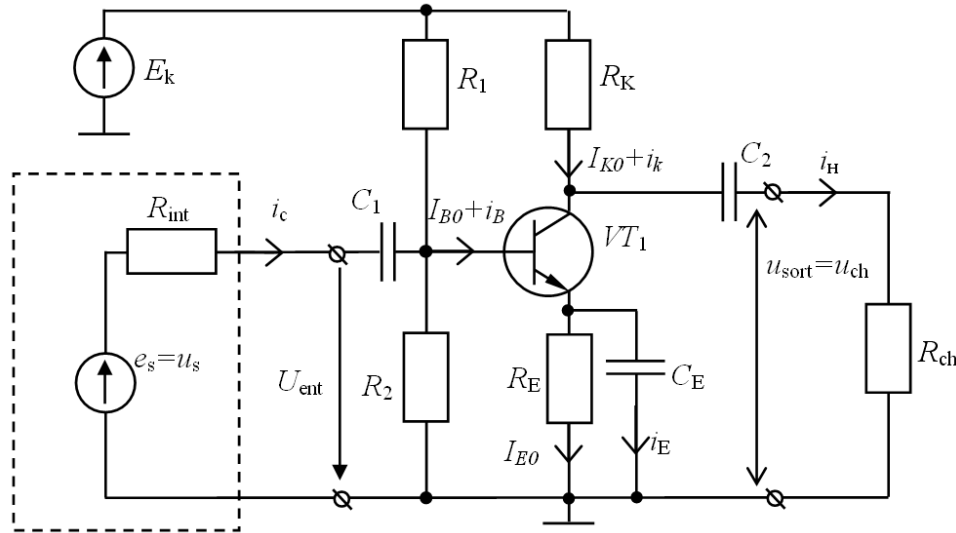 E_k
R_1
R_K
I_K0+i_k
C_2
i_н
R_int
i_c
C_1
I_B0+i_B
VT_1
u_sort=u_ch
e_s=u_s
U_ent
R_2
R_E
C_E
R_ch
I_E0
i_E